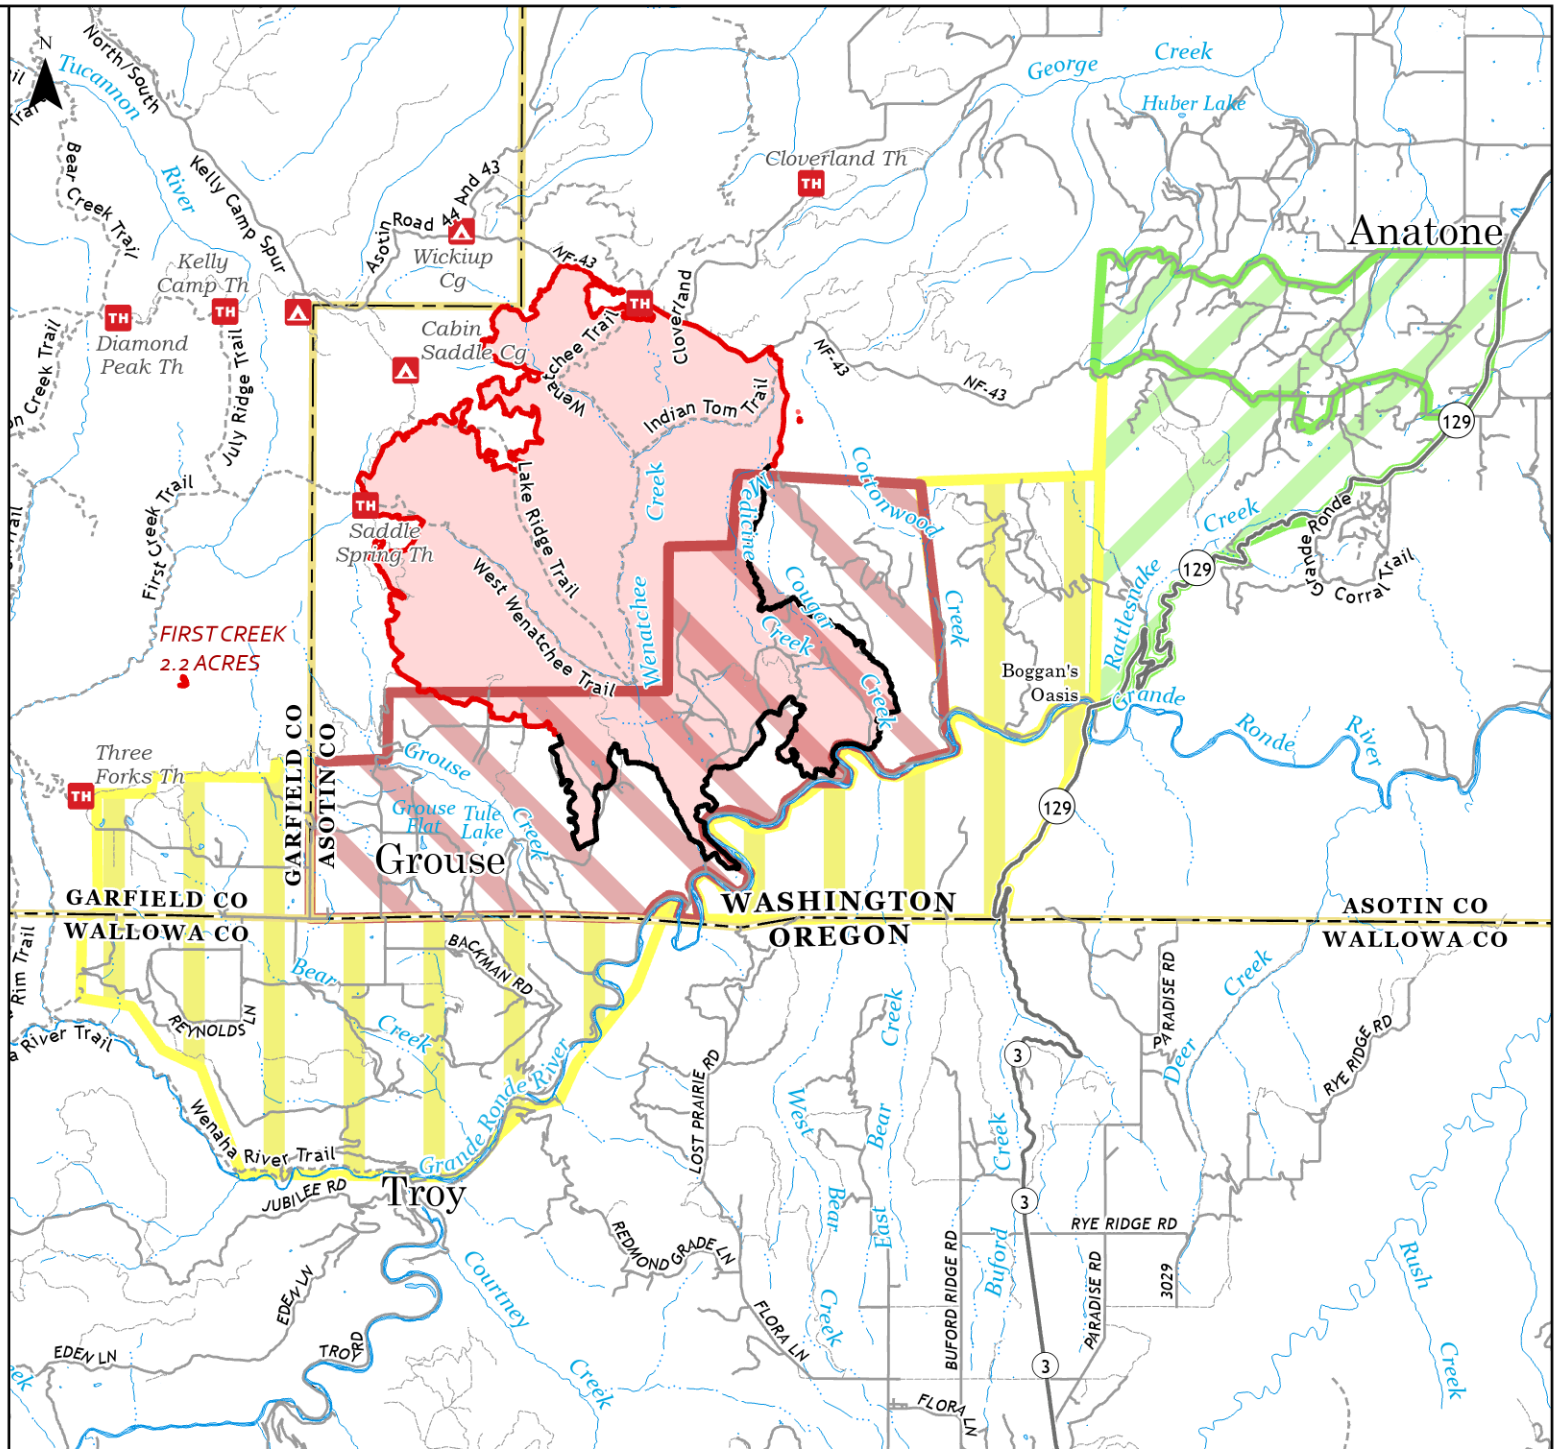 N
North/South
Tucannon
River
Bear Creek Trail
Kelly Camp Spur
George
Creek
Huber Lake
Cloverland Th
TH
Asotin Road 44 And 43
Wickiup
Cg
NF-43
Anatone
Kelly
Camp Th
TH
TH
Diamond
Peak Th
Cabin
Saddle Cg
TH
Cloverland
NF-43
NF-43
July Ridge Trail
Indian Tom Trail
129
First Creek Trail
Lake Ridge Trail
Creek
Wenatchee
Medicine
Cottonwood
Creek
TH
Saddle
Spring Th
West Wenatchee Trail
Cougar
Creek
Creek
Creek
Rattlesnake
129
Grande Ronde
Corral Trail
FIRST CREEK
2.2 ACRES
Boggan's
Oasis
Grande
Ronde
River
GARFIELD CO
ASOTIN CO
Three
Forks Th
TH
Grouse
Creek
Grouse
Flat
Tule
Lake
Grouse
129
GARFIELD CO
WALLOWA CO
WASHINGTON
OREGON
ASOTIN CO
WALLOWA CO
Rim Trail
Bear
Creek
BACKMAN RD
REYNOLDS LN
a River Trail
Wenaha River Trail
Grande Ronde River
JUBILEE RD
Troy
LOST PRAIRIE RD
Creek
West
Bear
Creek
Bear
East
3
Creek
Buford
PARADISE RD
Deer
Creek
RYE RIDGE RD
3
RYE RIDGE RD
REDMOND GRADE LN
FLORA LN
BUFORD RIDGE RD
PARADISE RD
3029
3
FLORA LN
EDEN LN
EDEN LN
TROY RD
Courtney
Creek
Rush
Creek